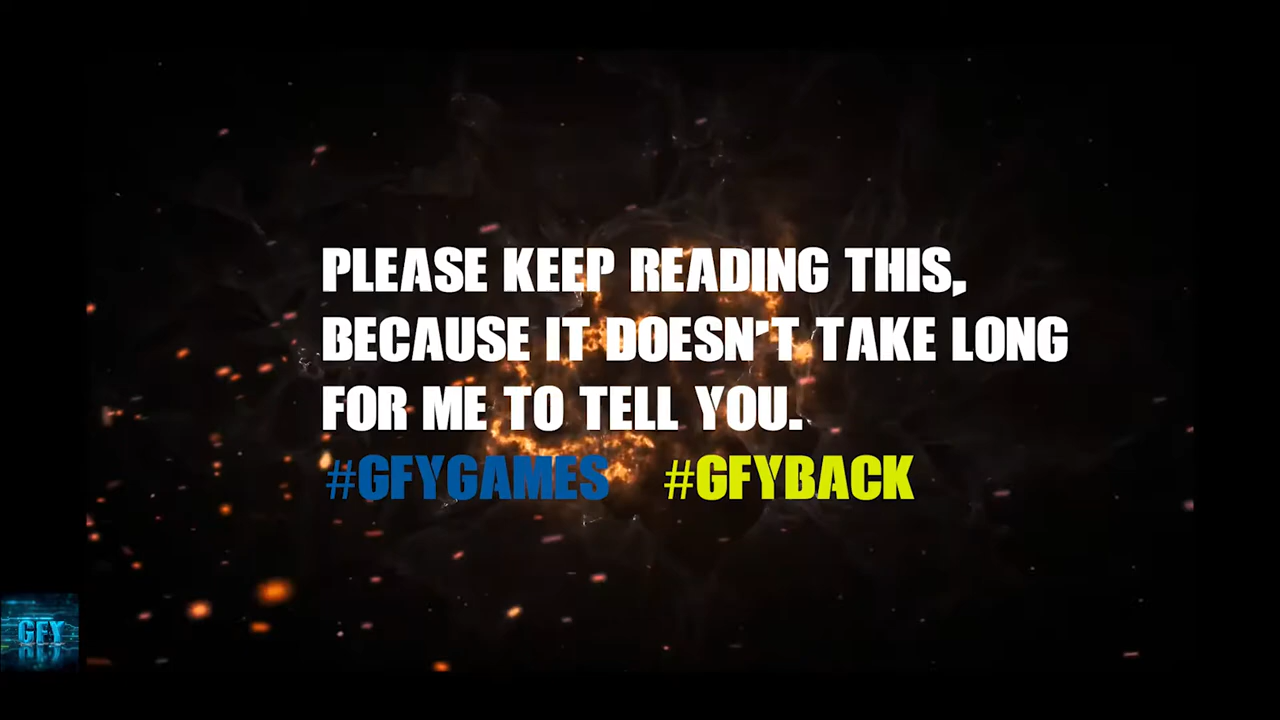 PLEASE KEEP READING THIS,
BECAUSE IT DOESN'T TAKE LONG
FOR ME TO TELL YOU.
#GFYGAMES #GFYBACK
GFY